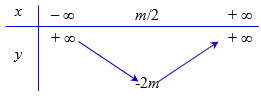 x −∞ m/2 +∞
+∞ +∞
y
-2m